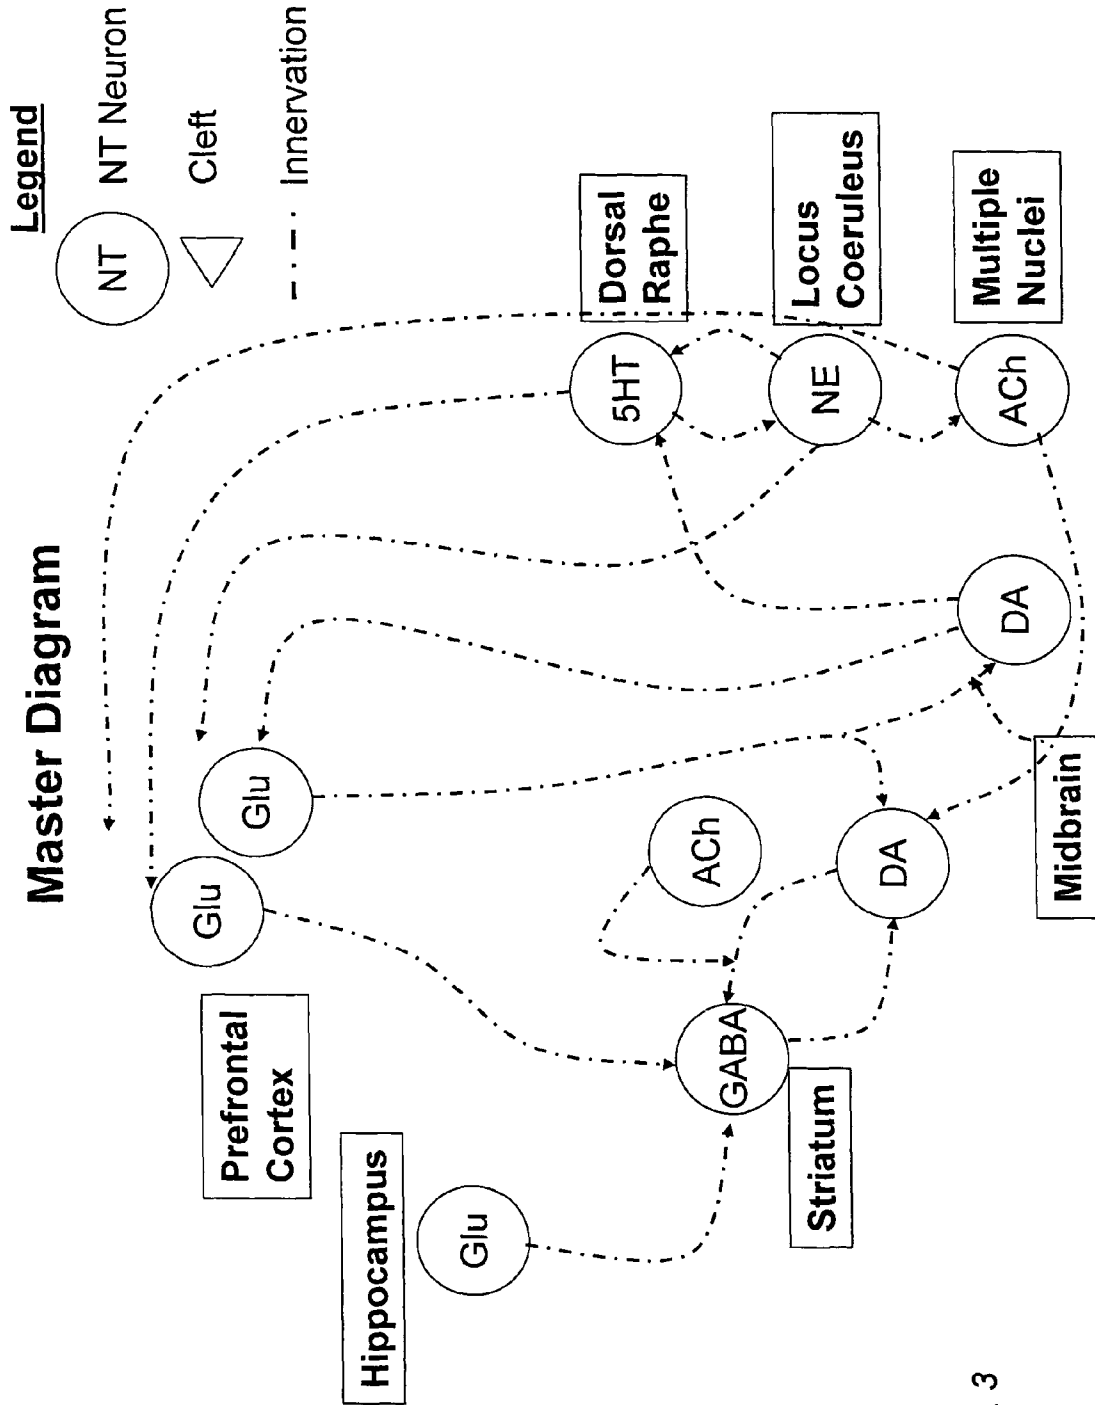 Master Diagram
Legend
NT
NT Neuron
Cleft
Innervation
Prefrontal
Cortex
Glu
Glu
Hippocampus
Glu
Dorsal
Raphe
5HT
Locus
Coeruleus
NE
Multiple
Nuclei
ACh
ACh
GABA
Striatum
DA
DA
Midbrain
3